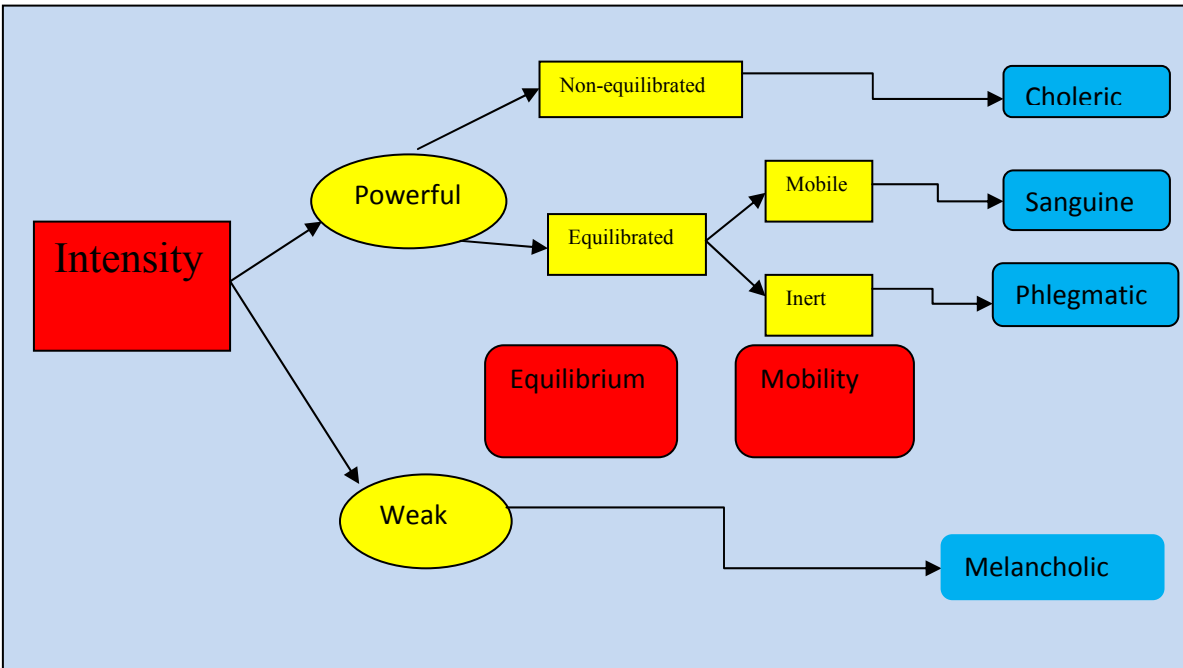 Non-equilibrated
Choleric
Powerful
Mobile
Sanguine
Equilibrated
Intensity
Inert
Phlegmatic
Equilibrium
Mobility
Weak
Melancholic